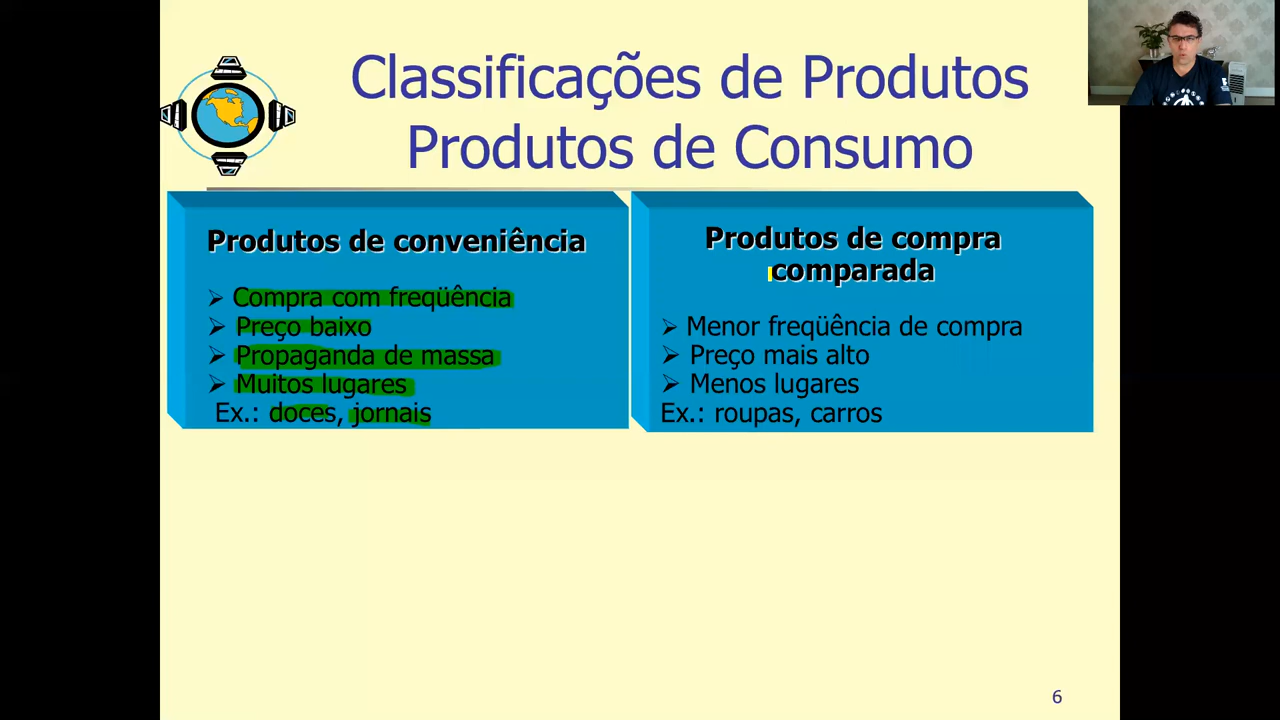 Classificações de Produtos
Produtos de Consumo
Produtos de conveniência
Compra com freqüência
Preço baixo
Propaganda de massa
Muitos lugares
Ex.: doces, jornais
Produtos de compra
comparada
Menor freqüência de compra
Preço mais alto
Menos lugares
Ex.: roupas, carros
6